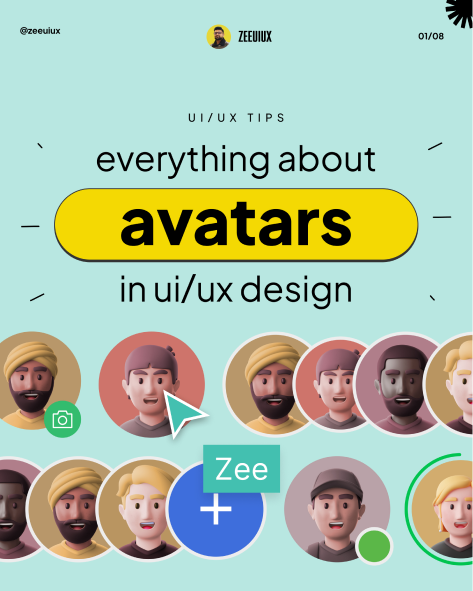 @zeeuiux
ZEEUIUX
01/08
UI/UX TIPS
everything about
avatars
in ui/ux design
Zee